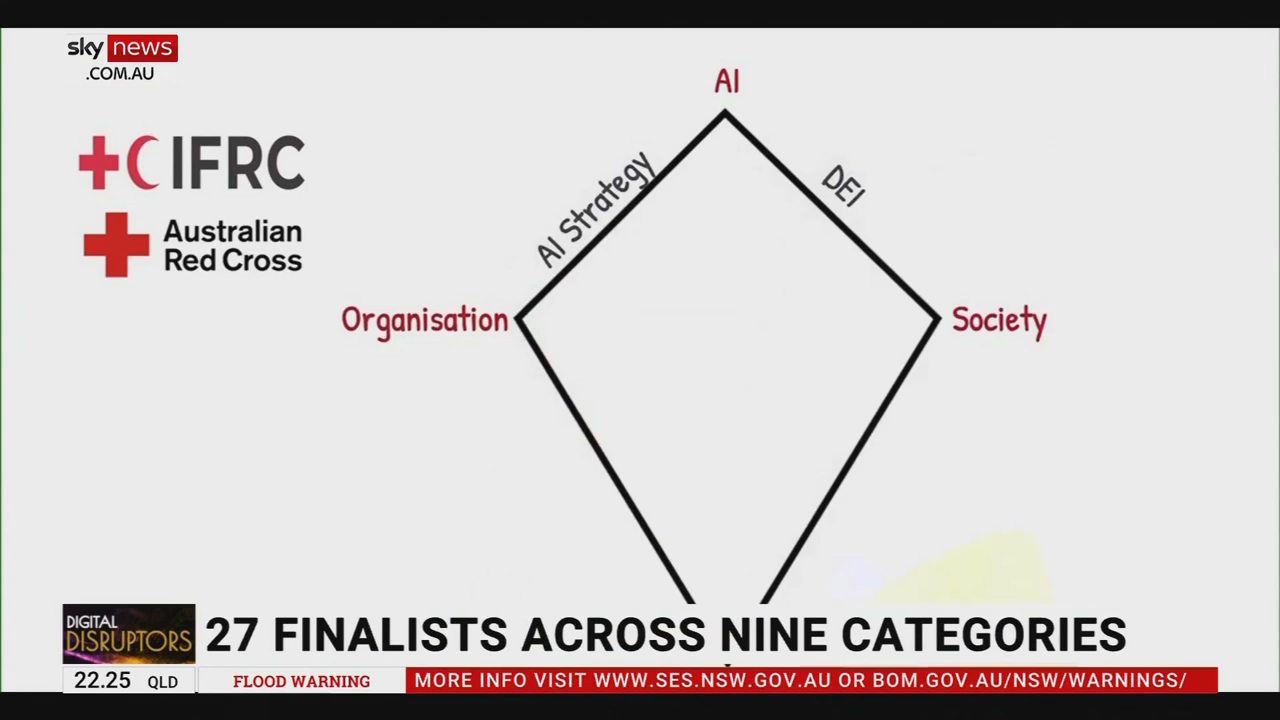 sky news
.COM.AU
AI
IFRC
Australian
Red Cross
AI Strategy
DEI
Organisation
Society
DIGITAL
DISRUPTORS
27 FINALISTS ACROSS NINE CATEGORIES
22.25 QLD
FLOOD WARNING
MORE INFO VISIT WWW.SES.NSW.GOV.AU OR BOM.GOV.AU/NSW/WARNINGS/